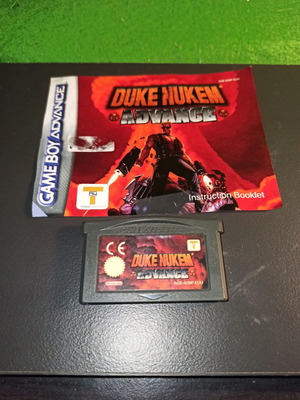 GAME BOY ADVANCE
DUKE NUKEM
ADVANCE
Instruction Booklet
CE
DUKE NUKEM
ADVANCE